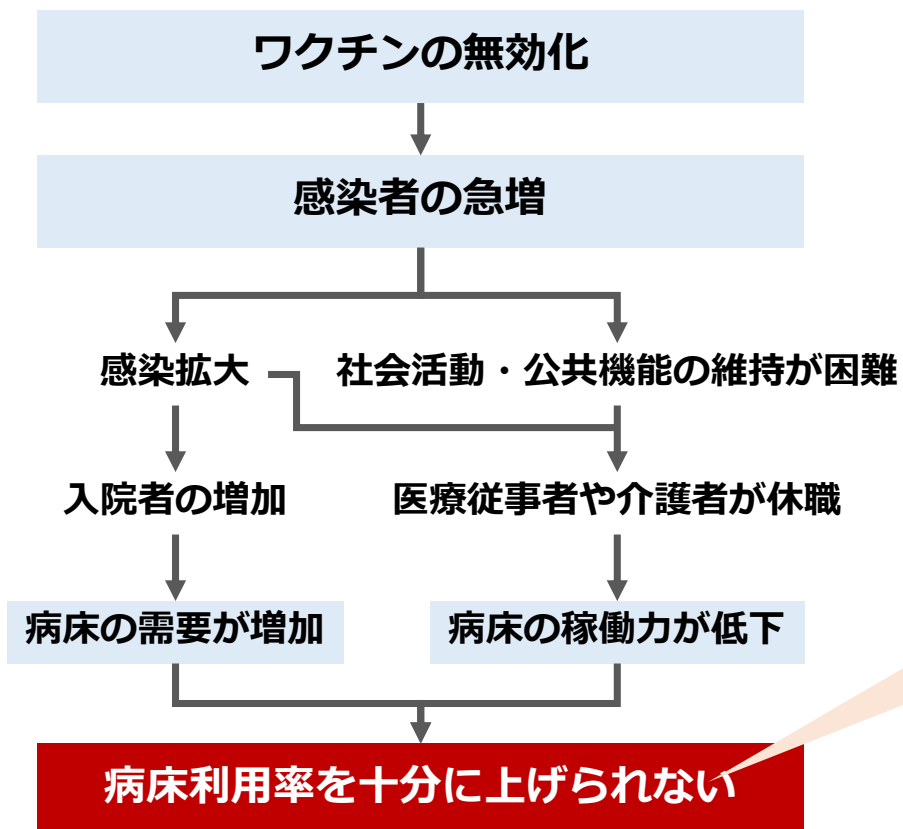 ワクチンの無効化
感染者の急増
感染拡大
社会活動・公共機能の維持が困難
入院者の増加
医療従事者や介護者が休職
病床の需要が増加
病床の稼働力が低下
病床利用率を十分に上げられない